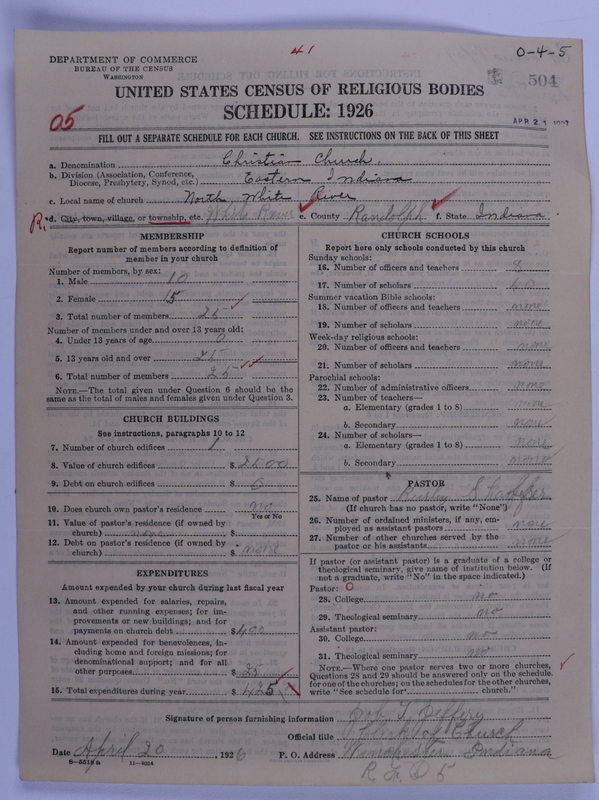 41
O-4-5
DEPARTMENT OF COMMERCE
BUREAU OF THE CENSUS
WASHINGTON
504
UNITED STATES CENSUS OF RELIGIOUS BODIES
SCHEDULE: 1926
05
APR 21 1927
FILL OUT A SEPARATE SCHEDULE FOR EACH CHURCH. SEE INSTRUCTIONS ON THE BACK OF THIS SHEET
a. Denomination Christian Church
b. Division (Association, Conference, Diocese, Presbytery, Synod, etc.) Eastern Indiana
c. Local name of church North White River
R, d. City, town, village, or township, etc. White River e. County Randolph f. State Indiana
MEMBERSHIP
Report number of members according to definition of
member in your church
Number of members, by sex:
1. Male 10
2. Female 15
3. Total number of members 25
Number of members under and over 13 years old:
4. Under 13 years of age 0
5. 13 years old and over 25
6. Total number of members 25
NOTE.—The total given under Question 6 should be the
same as the total of males and females given under Question 3.
CHURCH BUILDINGS
See instructions, paragraphs 10 to 12
7. Number of church edifices 1
8. Value of church edifices $ 2500
9. Debt on church edifices $ 0
10. Does church own pastor's residence no
Yes or No
11. Value of pastor's residence (if owned by
church) none $
12. Debt on pastor's residence (if owned by
church) $ none
EXPENDITURES
Amount expended by your church during last fiscal year
13. Amount expended for salaries, repairs,
and other running expenses; for im-
provements or new buildings; and for
payments on church debt $ 400
14. Amount expended for benevolences, in-
cluding home and foreign missions; for
denominational support; and for all
other purposes $ 25
15. Total expenditures during year $ 425
CHURCH SCHOOLS
Report here only schools conducted by this church
Sunday schools:
16. Number of officers and teachers 8
17. Number of scholars 40
Summer vacation Bible schools:
18. Number of officers and teachers none
19. Number of scholars none
Week-day religious schools:
20. Number of officers and teachers none
21. Number of scholars none
Parochial schools:
22. Number of administrative officers none
23. Number of teachers—
a. Elementary (grades 1 to 8) none
b. Secondary none
24. Number of scholars—
a. Elementary (grades 1 to 8) none
b. Secondary none
PASTOR
25. Name of pastor
(If church has no pastor, write "None")
26. Number of ordained ministers, if any, em-
ployed as assistant pastors none
27. Number of other churches served by the
pastor or his assistants none
If pastor (or assistant pastor) is a graduate of a college or
theological seminary, give name of institution below. (If
not a graduate, write "No" in the space indicated.)
Pastor: O
28. College no
29. Theological seminary no
Assistant pastor:
30. College no
31. Theological seminary no
NOTE.—Where one pastor serves two or more churches,
Questions 28 and 29 should be answered only on the schedule
for one of the churches; on the schedules for the other churches,
write "See schedule for church."
Signature of person furnishing information
Official title Clerk of Church
Date April 20, 1926 P. O. Address Winchester Indiana
8-5518a 11-9024
R F D 5